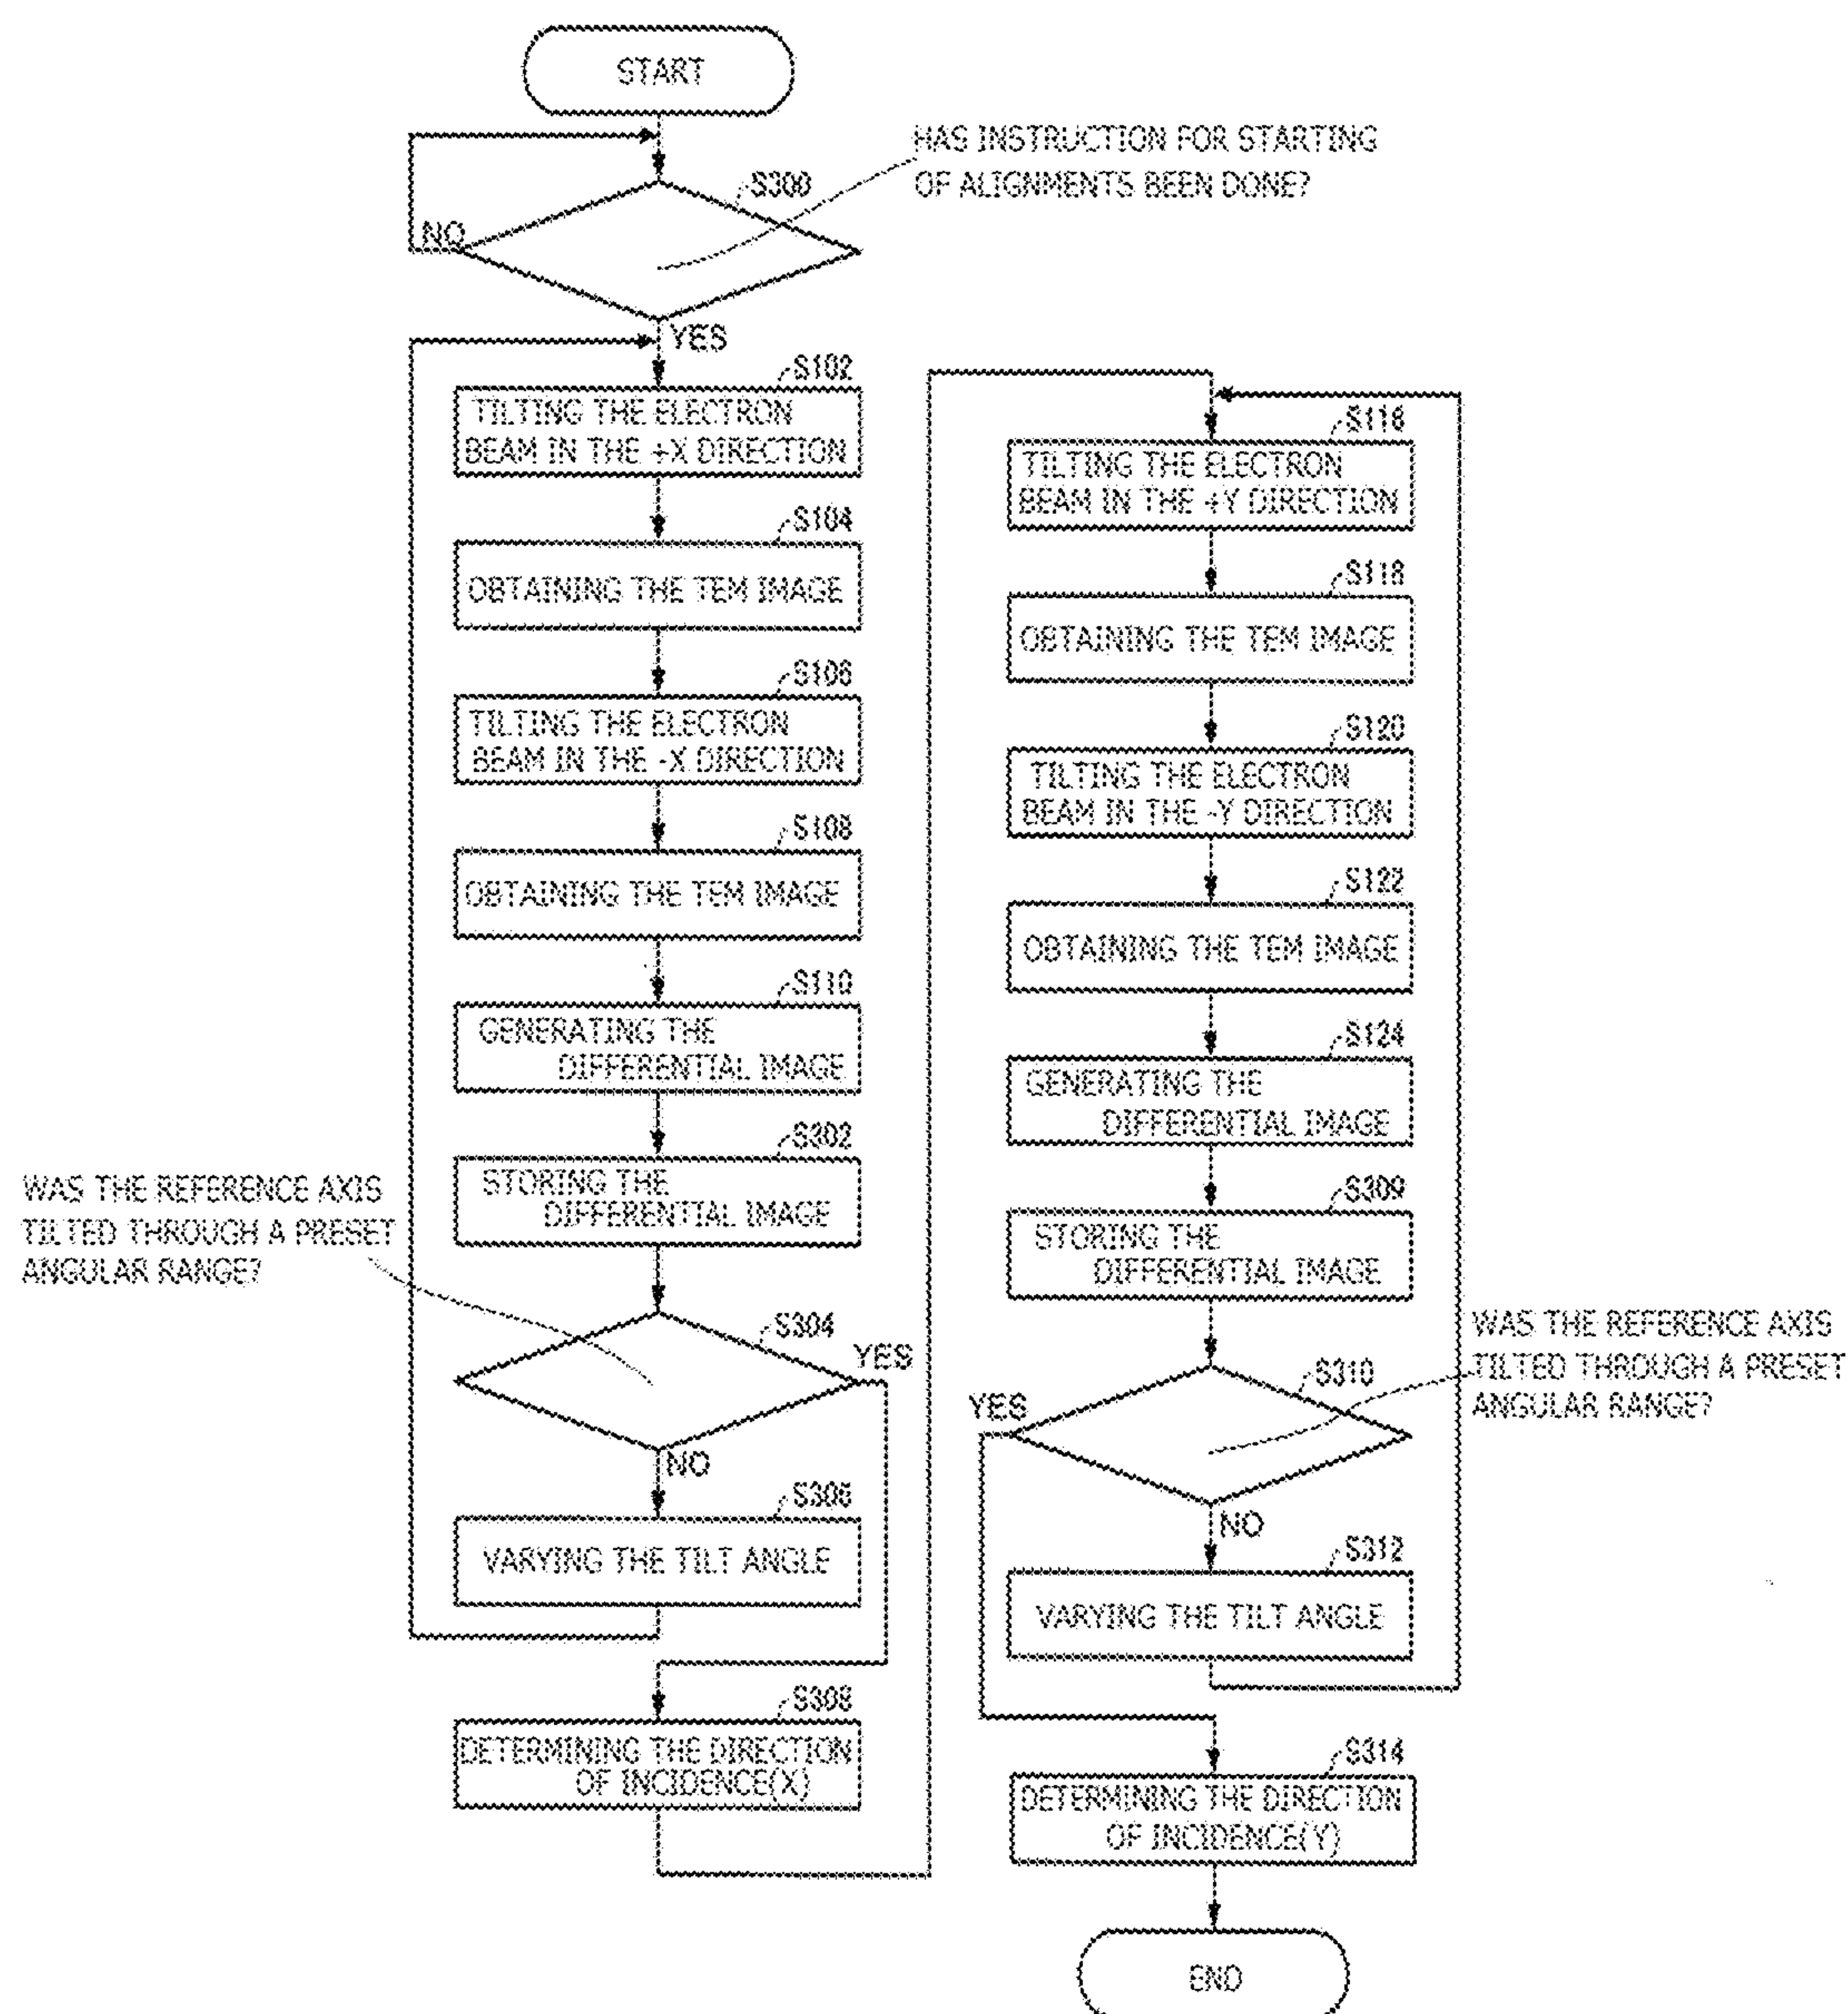 START
HAS INSTRUCTION FOR STARTING
OF ALIGNMENTS BEEN DONE?
S300
NO
YES
S102
TILTING THE ELECTRON
BEAM IN THE +X DIRECTION
S104
OBTAINING THE TEM IMAGE
S106
TILTING THE ELECTRON
BEAM IN THE -X DIRECTION
S108
OBTAINING THE TEM IMAGE
S110
GENERATING THE
DIFFERENTIAL IMAGE
S302
STORING THE
DIFFERENTIAL IMAGE
WAS THE REFERENCE AXIS
TILTED THROUGH A PRESET
ANGULAR RANGE?
S304
YES
NO
S306
VARYING THE TILT ANGLE
S308
DETERMINING THE DIRECTION
OF INCIDENCE(X)
S116
TILTING THE ELECTRON
BEAM IN THE +Y DIRECTION
S118
OBTAINING THE TEM IMAGE
S120
TILTING THE ELECTRON
BEAM IN THE -Y DIRECTION
S122
OBTAINING THE TEM IMAGE
S124
GENERATING THE
DIFFERENTIAL IMAGE
S309
STORING THE
DIFFERENTIAL IMAGE
WAS THE REFERENCE AXIS
TILTED THROUGH A PRESET
ANGULAR RANGE?
S310
YES
NO
S312
VARYING THE TILT ANGLE
S314
DETERMINING THE DIRECTION
OF INCIDENCE(Y)
END